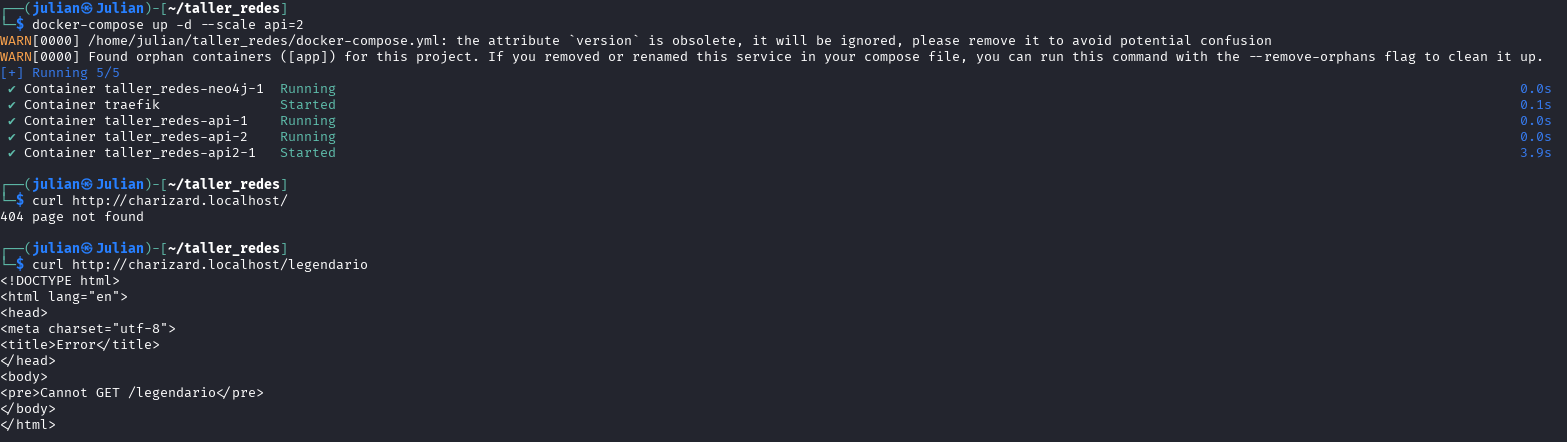 ┌──(julian㉿Julian)-[~/taller_redes]
└─$ docker-compose up -d --scale api=2
WARN[0000] /home/julian/taller_redes/docker-compose.yml: the attribute `version` is obsolete, it will be ignored, please remove it to avoid potential confusion
WARN[0000] Found orphan containers ([app]) for this project. If you removed or renamed this service in your compose file, you can run this command with the --remove-orphans flag to clean it up.
[+] Running 5/5
✔ Container taller_redes-neo4j-1 Running 0.0s
✔ Container traefik Started 0.1s
✔ Container taller_redes-api-1 Running 0.0s
✔ Container taller_redes-api-2 Running 0.0s
✔ Container taller_redes-api2-1 Started 3.9s
┌──(julian㉿Julian)-[~/taller_redes]
└─$ curl http://charizard.localhost/
404 page not found
┌──(julian㉿Julian)-[~/taller_redes]
└─$ curl http://charizard.localhost/legendario
<!DOCTYPE html>
<html lang="en">
<head>
<meta charset="utf-8">
<title>Error</title>
</head>
<body>
<pre>Cannot GET /legendario</pre>
</body>
</html>